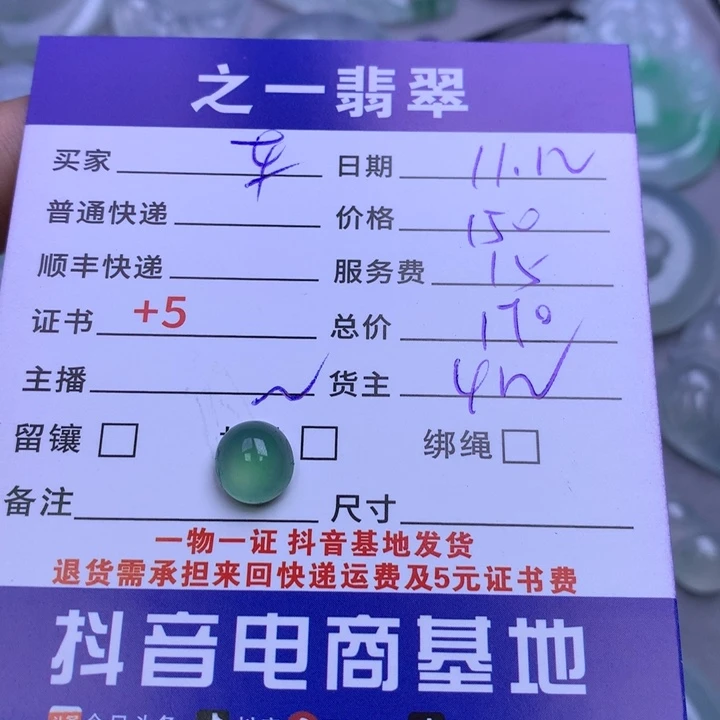 之一翡翠
买家 车 日期 11.12
普通快递 价格 150
顺丰快递 服务费 15
证书 +5 总价 170
主播 货主
留镶 绑绳
备注 尺寸
一物一证 抖音基地发货
退货需承担来回快递运费及5元证书费
抖音电商基地